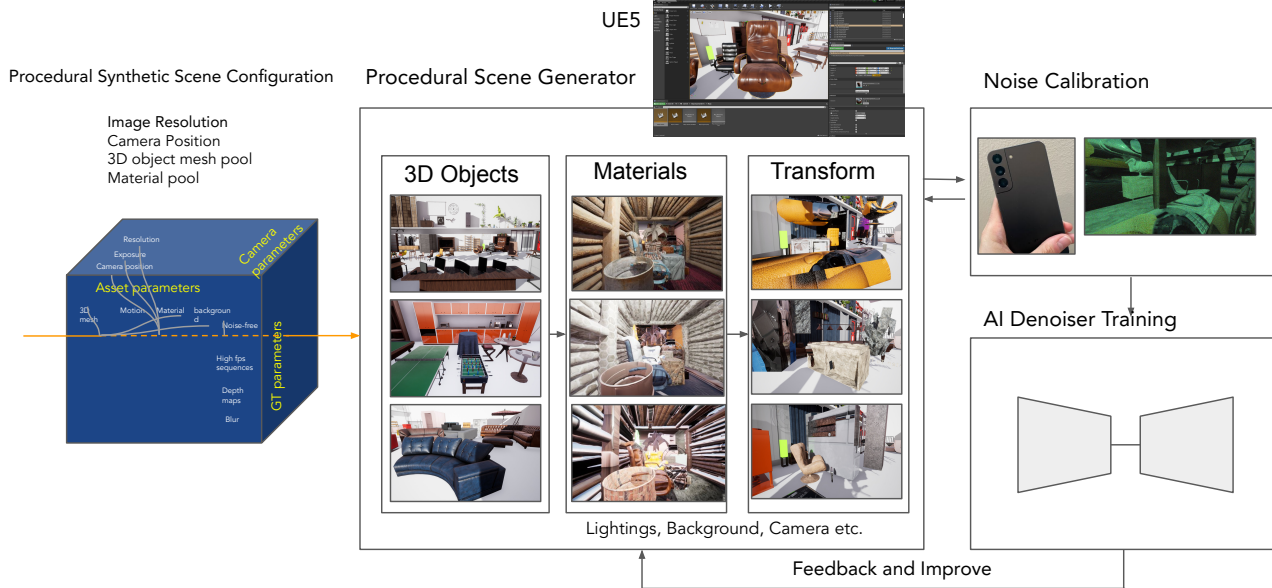 UE5
Procedural Synthetic Scene Configuration
Image Resolution
Camera Position
3D object mesh pool
Material pool
Resolution
Exposure
Camera position
Camera
parameters
Asset parameters
3D
mesh
Motion
Material
backgroun
d
Noise-free
High fps
sequences
Depth
maps
Blur
GT parameters
Procedural Scene Generator
3D Objects
Materials
Transform
Lightings, Background, Camera etc.
Noise Calibration
AI Denoiser Training
Feedback and Improve